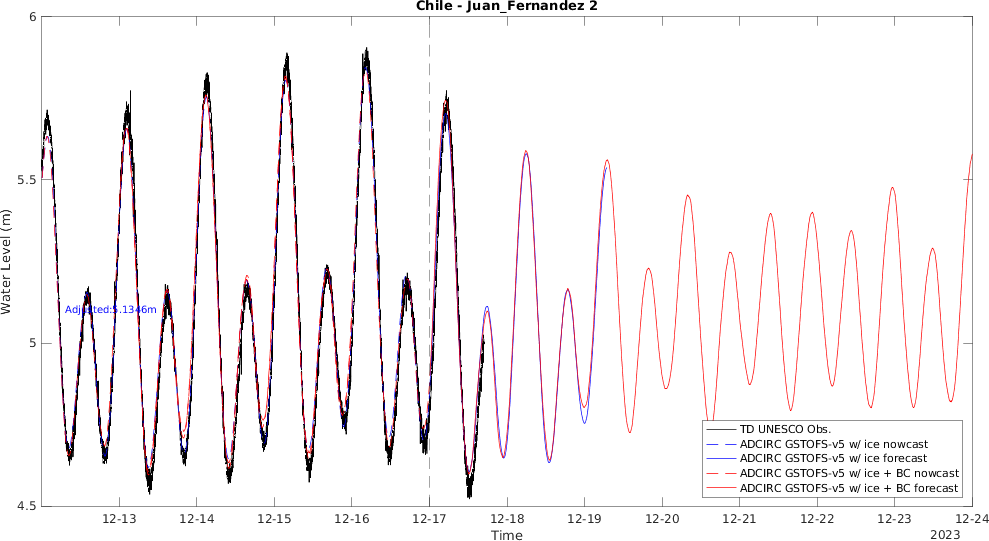 Chile - Juan_Fernandez 2
6
5.5
5
4.5
Water Level (m)
Adjusted:5.1346m
TD UNESCO Obs.
ADCIRC GSTOFS-v5 w/ ice nowcast
ADCIRC GSTOFS-v5 w/ ice forecast
ADCIRC GSTOFS-v5 w/ ice + BC nowcast
ADCIRC GSTOFS-v5 w/ ice + BC forecast
12-13 12-14 12-15 12-16 12-17 12-18 12-19 12-20 12-21 12-22 12-23 12-24
Time
2023